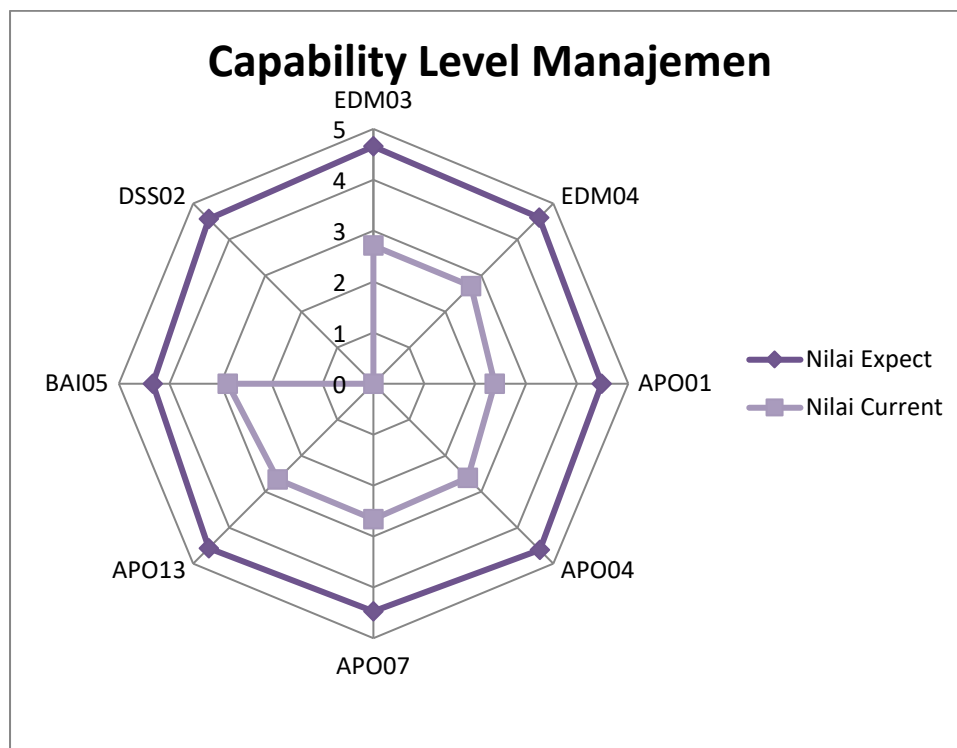 Capability Level Manajemen
EDM03
5
4
3
2
1
0
EDM04
APO01
APO04
APO07
APO13
BAI05
DSS02
Nilai Expect
Nilai Current